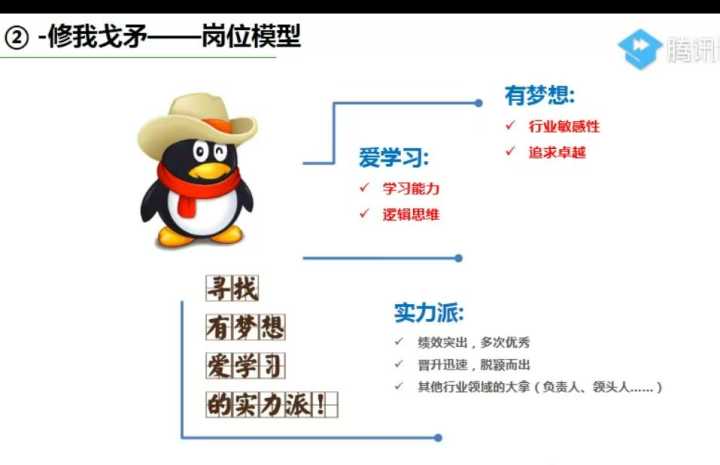 ② -修我戈矛——岗位模型
腾讯
有梦想:
✓ 行业敏感性
✓ 追求卓越
爱学习:
✓ 学习能力
✓ 逻辑思维
寻找
有梦想
爱学习
的实力派！
实力派:
✓ 绩效突出，多次优秀
✓ 晋升迅速，脱颖而出
✓ 其他行业领域的大拿（负责人、领头人……）